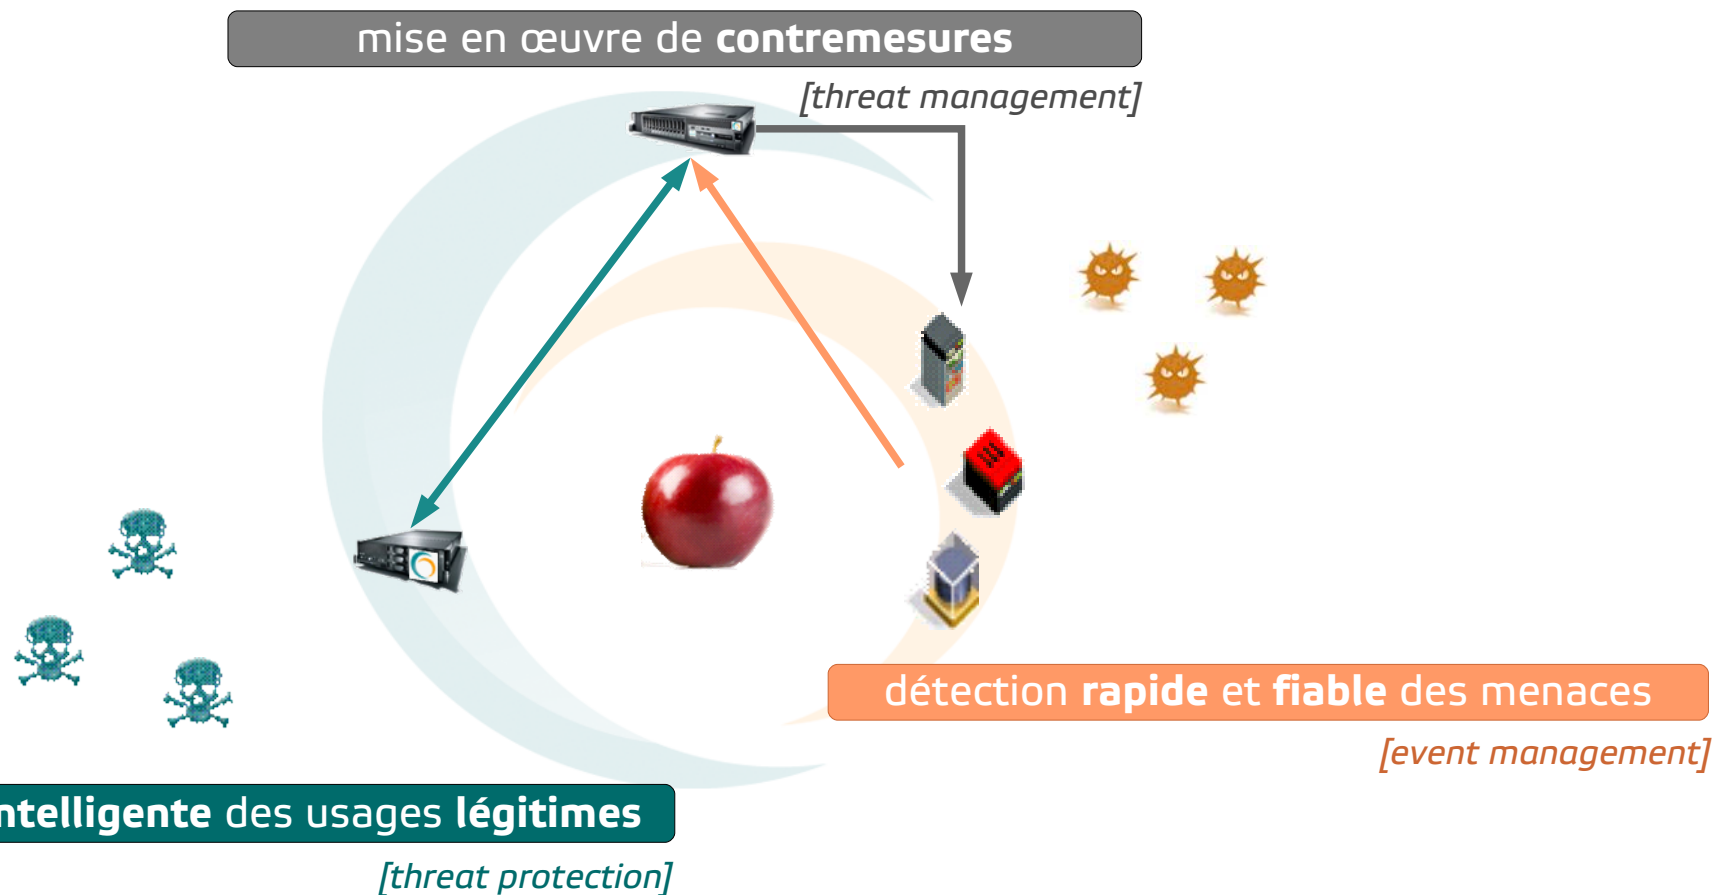 mise en œuvre de contremesures
[threat management]
détection rapide et fiable des menaces
[event management]
des usages légitimes
[threat protection]